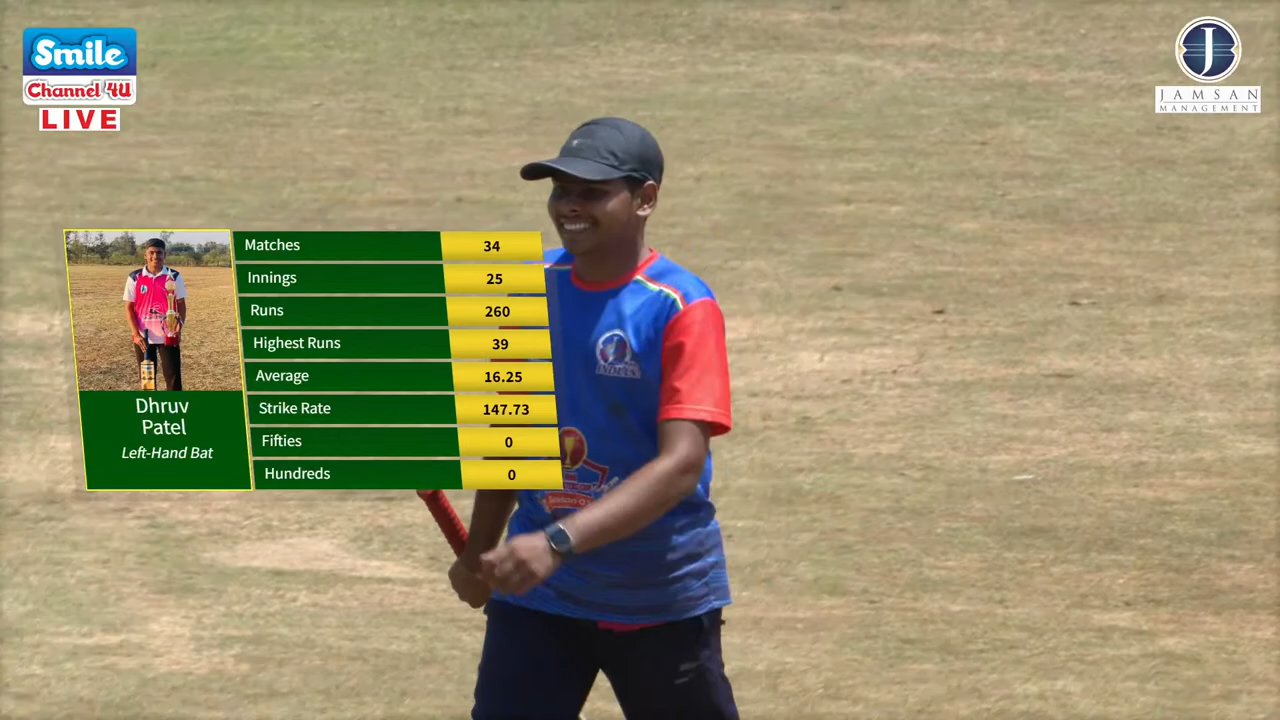 Smile
Channel 4U
LIVE
J
JAMSAN
MANAGEMENT
Matches 34
Innings 25
Runs 260
Highest Runs 39
Average 16.25
Strike Rate 147.73
Fifties 0
Hundreds 0
Dhruv
Patel
Left-Hand Bat
INDIAN